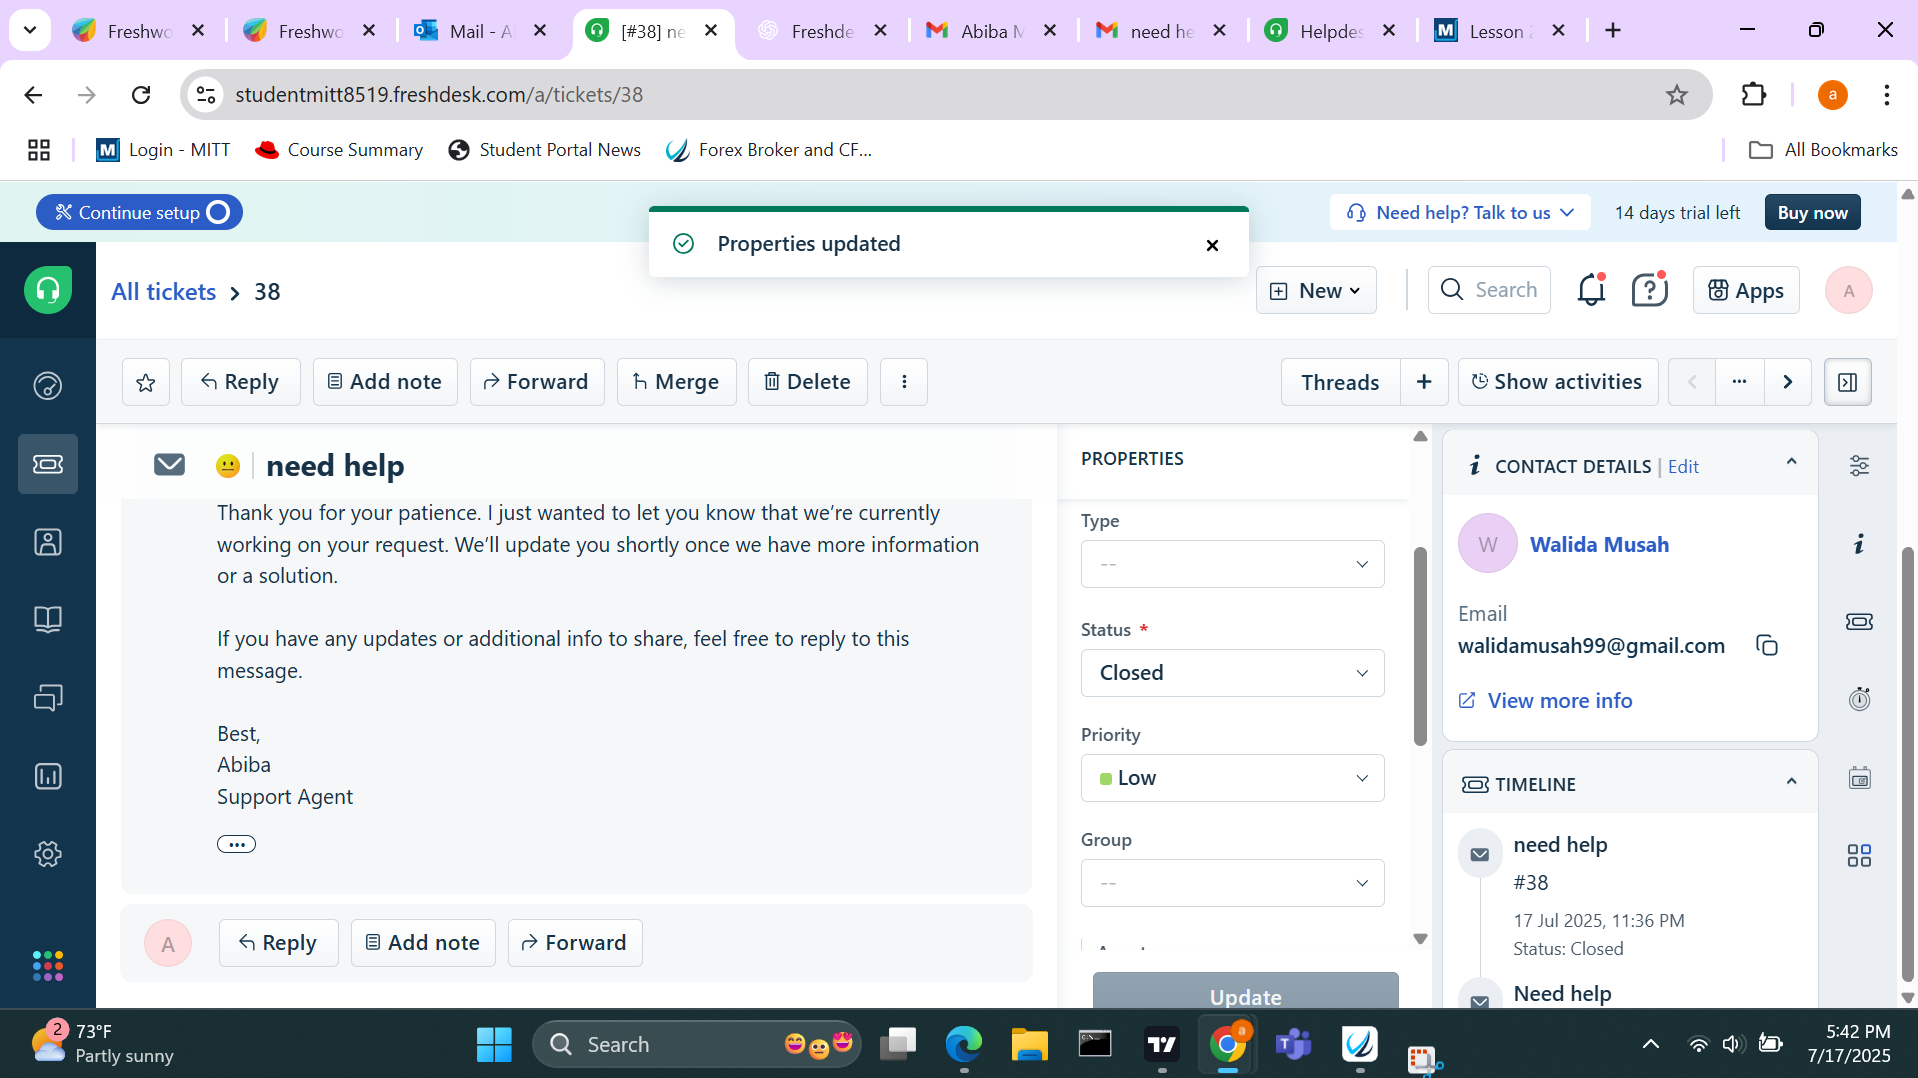 Freshwo
Freshwo
Mail - A
[#38] ne
Freshde
Abiba M
need he
Helpdes
Lesson 2
studentmitt8519.freshdesk.com/a/tickets/38
a
Login - MITT
Course Summary
Student Portal News
Forex Broker and CF...
All Bookmarks
Continue setup
Properties updated
Need help? Talk to us
14 days trial left
Buy now
All tickets > 38
New
Search
Apps
A
Reply
Add note
Forward
Merge
Delete
Threads
Show activities
need help
Thank you for your patience. I just wanted to let you know that we’re currently
working on your request. We’ll update you shortly once we have more information
or a solution.
If you have any updates or additional info to share, feel free to reply to this
message.
Best,
Abiba
Support Agent
A
Reply
Add note
Forward
PROPERTIES
Type
--
Status *
Closed
Priority
Low
Group
--
Update
CONTACT DETAILS | Edit
W
Walida Musah
Email
walidamusah99@gmail.com
View more info
TIMELINE
need help
#38
17 Jul 2025, 11:36 PM
Status: Closed
Need help
2
73°F
Partly sunny
Search
a
5:42 PM
7/17/2025